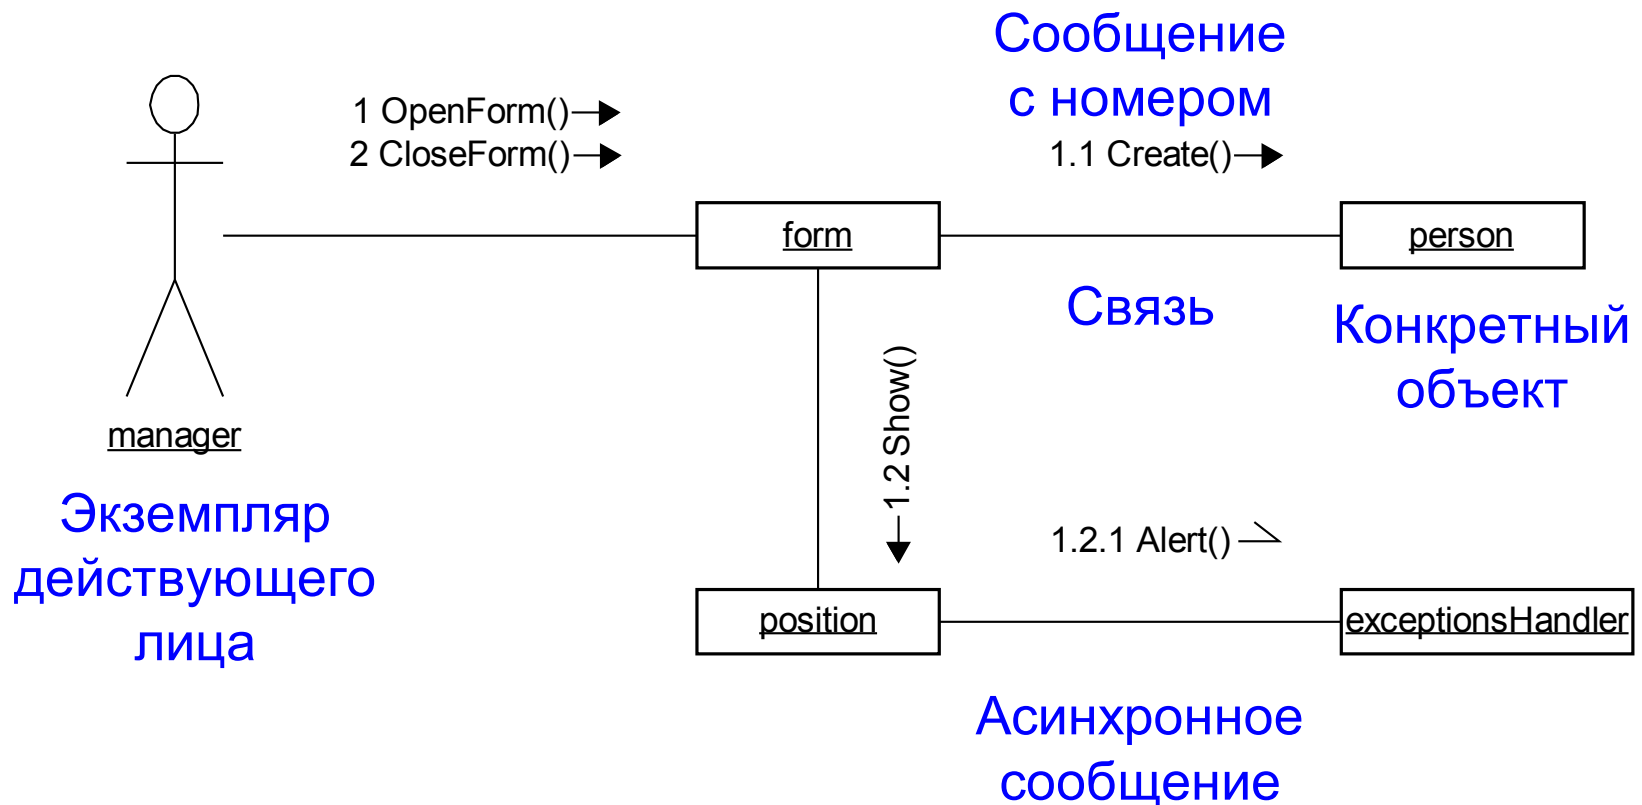 Сообщение
с номером
1 OpenForm()
2 CloseForm()
1.1 Create()
form
person
Связь
Конкретный
объект
1.2 Show()
manager
Экземпляр
действующего
лица
1.2.1 Alert()
position
exceptionsHandler
Асинхронное
сообщение